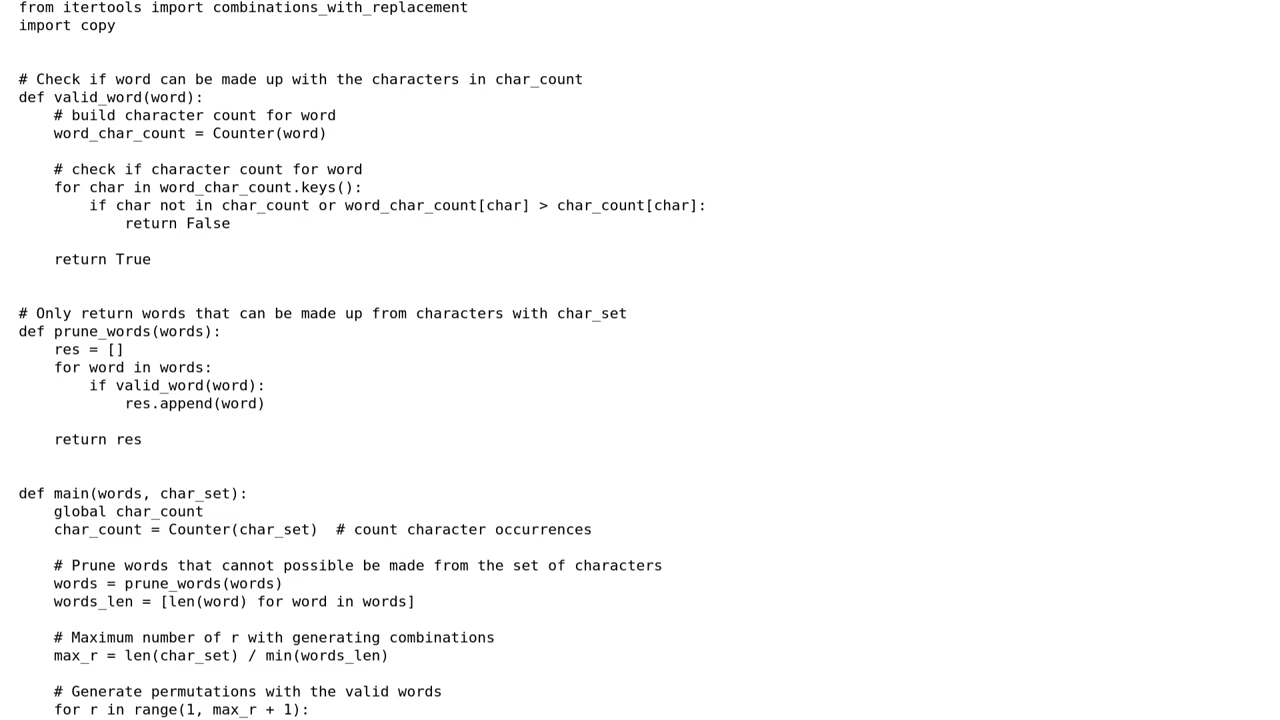 from itertools import combinations_with_replacement
import copy
# Check if word can be made up with the characters in char_count
def valid_word(word):
    # build character count for word
    word_char_count = Counter(word)
    # check if character count for word
    for char in word_char_count.keys():
        if char not in char_count or word_char_count[char] > char_count[char]:
            return False
    return True
# Only return words that can be made up from characters with char_set
def prune_words(words):
    res = []
    for word in words:
        if valid_word(word):
            res.append(word)
    return res
def main(words, char_set):
    global char_count
    char_count = Counter(char_set)  # count character occurrences
    # Prune words that cannot possible be made from the set of characters
    words = prune_words(words)
    words_len = [len(word) for word in words]
    # Maximum number of r with generating combinations
    max_r = len(char_set) / min(words_len)
    # Generate permutations with the valid words
    for r in range(1, max_r + 1):